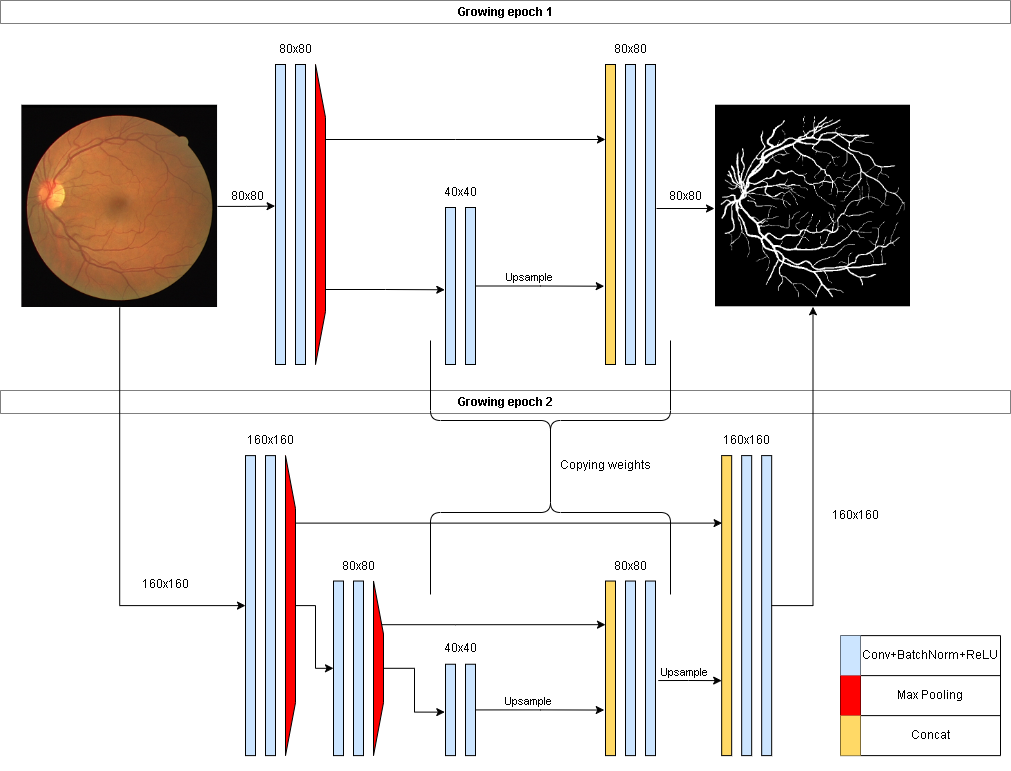 Growing epoch 1
80x80
80x80
40x40
80x80
80x80
Upsample
Growing epoch 2
160x160
160x160
Copying weights
160x160
80x80
80x80
160x160
40x40
Upsample
Upsample
Conv+BatchNorm+ReLU
Max Pooling
Concat